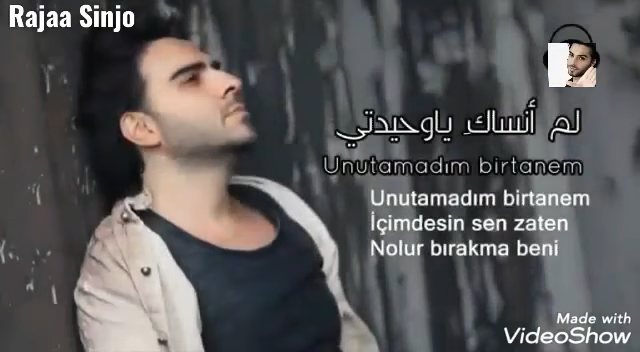 Rajaa Sinjo
لم أنساك ياوحيدتي
Unutamadım birtanem
Unutamadım birtanem
İçimdesin sen zaten
Nolur bırakma beni
Made with
VideoShow